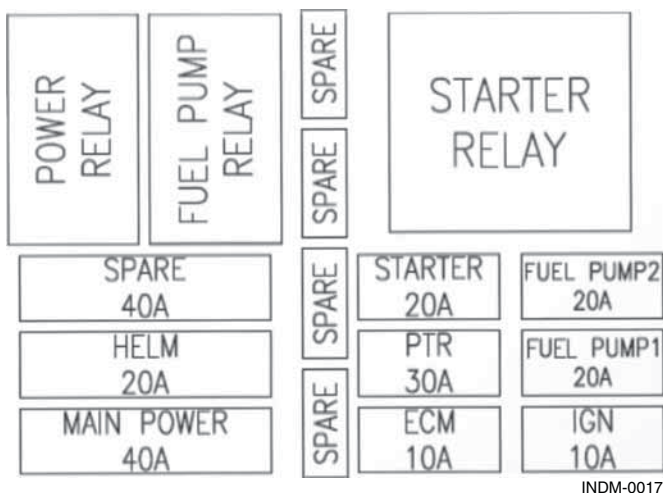 POWER
RELAY
FUEL PUMP
RELAY
SPARE
SPARE
SPARE
SPARE
STARTER
RELAY
SPARE
40A
HELM
20A
MAIN POWER
40A
STARTER
20A
PTR
30A
ECM
10A
FUEL PUMP2
20A
FUEL PUMP1
20A
IGN
10A
INDM-0017